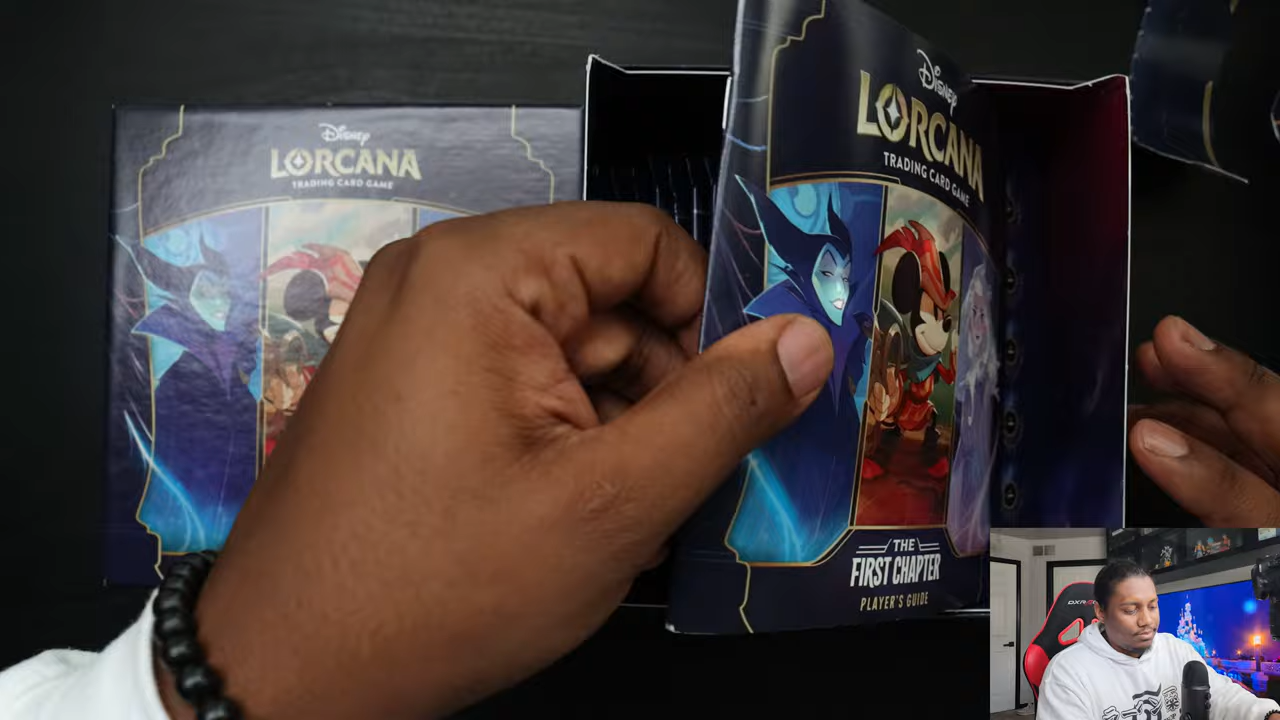 Disney
LORCANA
TRADING CARD GAME
Disney
LORCANA
TRADING CARD GAME
THE
FIRST CHAPTER
PLAYER'S GUIDE